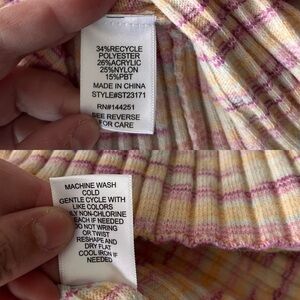 34%RECYCLE
POLYESTER
26%ACRYLIC
25%NYLON
15%PBT
MADE IN CHINA
STYLE#ST23171
RN#144251
SEE REVERSE
FOR CARE
MACHINE WASH
COLD
GENTLE CYCLE WITH
LIKE COLORS
NON-CHLORINE
IF NEEDED
DO NOT WRING
OR TWIST
RESHAPE AND
DRY FLAT
COOL IRON IF
NEEDED